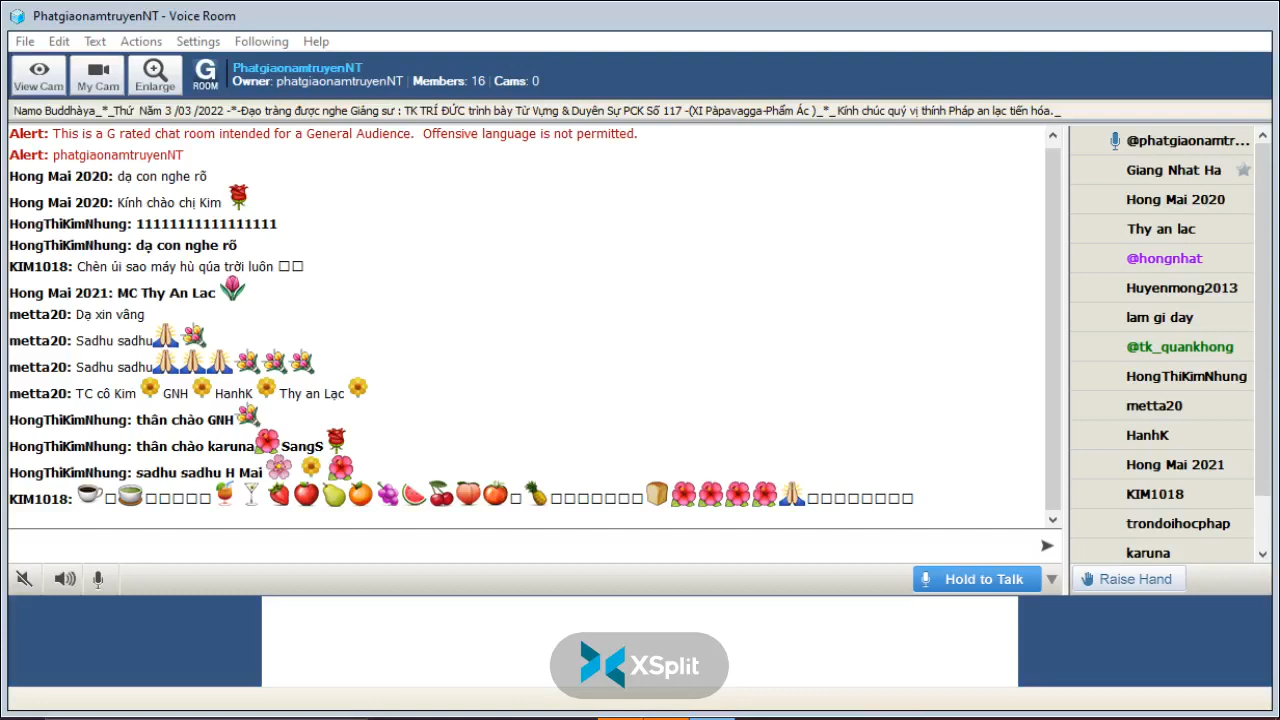 PhatgiaonamtruyenNT - Voice Room
File Edit Text Actions Settings Following Help
View Cam My Cam Enlarge G ROOM
PhatgiaonamtruyenNT
Owner: phatgiaonamtruyenNT | Members: 16 | Cams: 0
Namo Buddhàya_*_Thứ Năm 3 /03 /2022 -*-Đạo tràng được nghe Giảng sư : TK TRÍ ĐỨC trình bày Từ Vựng & Duyên Sự PCK Số 117 -(XI Pàpavagga-Phẩm Ác )_*_ Kính chúc quý vị thính Pháp an lạc tiến hóa._
Alert: This is a G rated chat room intended for a General Audience. Offensive language is not permitted.
Alert: phatgiaonamtruyenNT
Hong Mai 2020: dạ con nghe rõ
Hong Mai 2020: Kính chào chị Kim
HongThiKimNhung: 11111111111111111
HongThiKimNhung: dạ con nghe rõ
KIM1018: Chèn úi sao máy hù qúa trời luôn □□
Hong Mai 2021: MC Thy An Lac
metta20: Dạ xin vâng
metta20: Sadhu sadhu
metta20: Sadhu sadhu
metta20: TC cô Kim GNH HanhK Thy an Lạc
HongThiKimNhung: thân chào GNH
HongThiKimNhung: thân chào karuna SangS
HongThiKimNhung: sadhu sadhu H Mai
KIM1018:
@phatgiaonamtr...
Giang Nhat Ha
Hong Mai 2020
Thy an lac
@hongnhat
Huyenmong2013
lam gi day
@tk_quankhong
HongThiKimNhung
metta20
HanhK
Hong Mai 2021
KIM1018
trondoihocphap
karuna
Hold to Talk
Raise Hand
XSplit